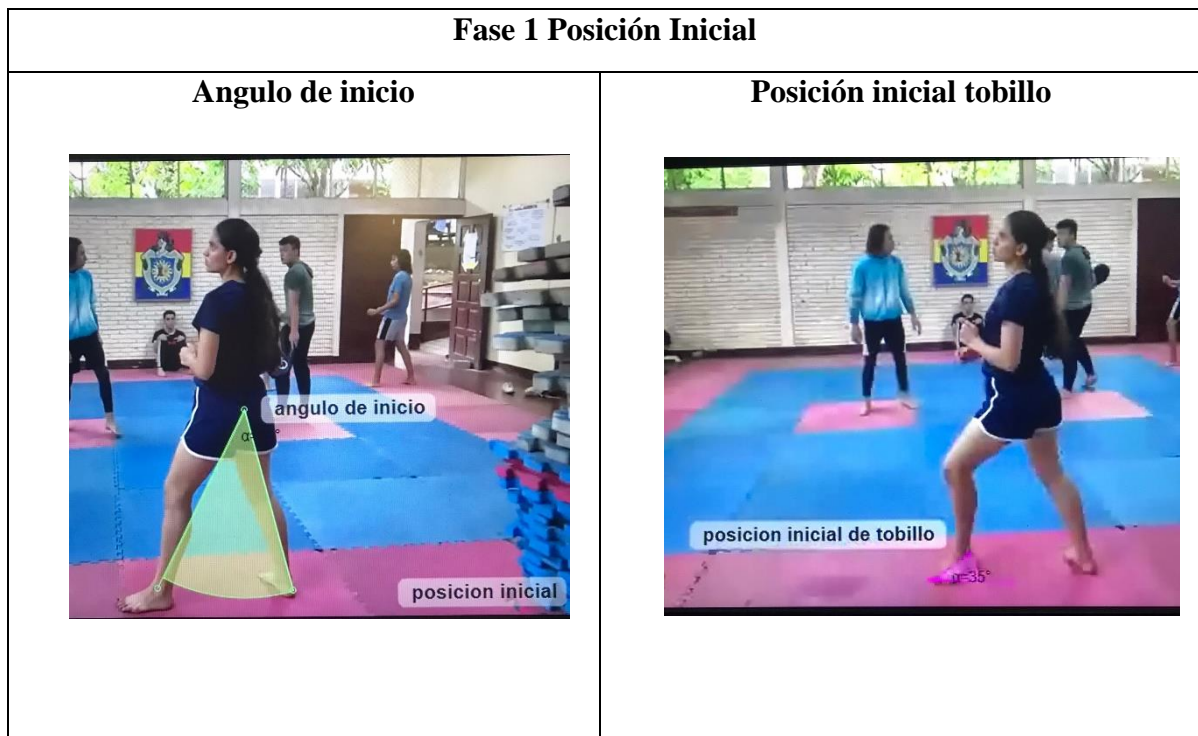 Fase 1 Posición Inicial
Angulo de inicio
Posición inicial tobillo
angulo de inicio
posicion inicial
posicion inicial de tobillo
α=35°